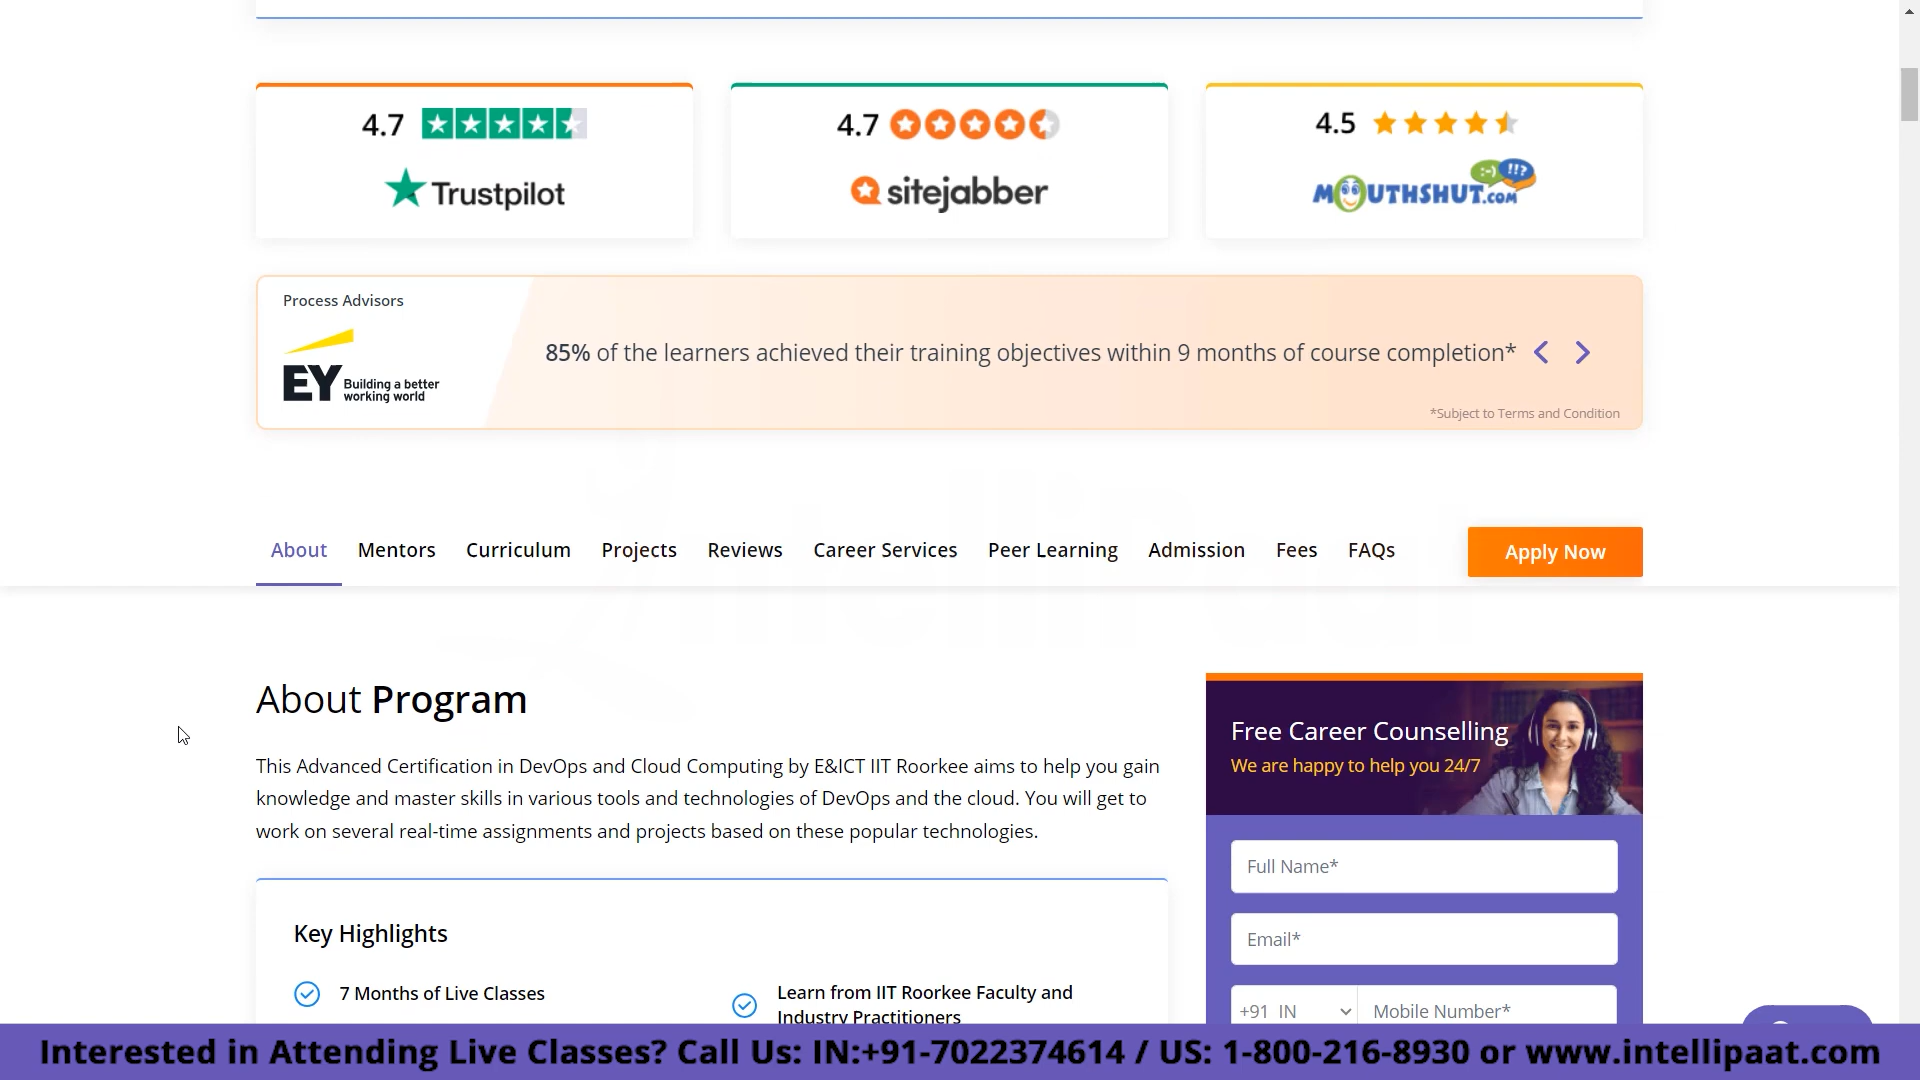 4.7
Trustpilot
4.7
sitejabber
4.5
MOUTHSHUT.COM
:-) !!?
Process Advisors
EY Building a better
working world
85% of the learners achieved their training objectives within 9 months of course completion*
*Subject to Terms and Condition
About Mentors Curriculum Projects Reviews Career Services Peer Learning Admission Fees FAQs Apply Now
About Program
This Advanced Certification in DevOps and Cloud Computing by E&ICT IIT Roorkee aims to help you gain
knowledge and master skills in various tools and technologies of DevOps and the cloud. You will get to
work on several real-time assignments and projects based on these popular technologies.
Key Highlights
7 Months of Live Classes
Learn from IIT Roorkee Faculty and
Industry Practitioners
Free Career Counselling
We are happy to help you 24/7
Full Name*
Email*
+91 IN Mobile Number*
Interested in Attending Live Classes? Call Us: IN:+91-7022374614 / US: 1-800-216-8930 or www.intellipaat.com